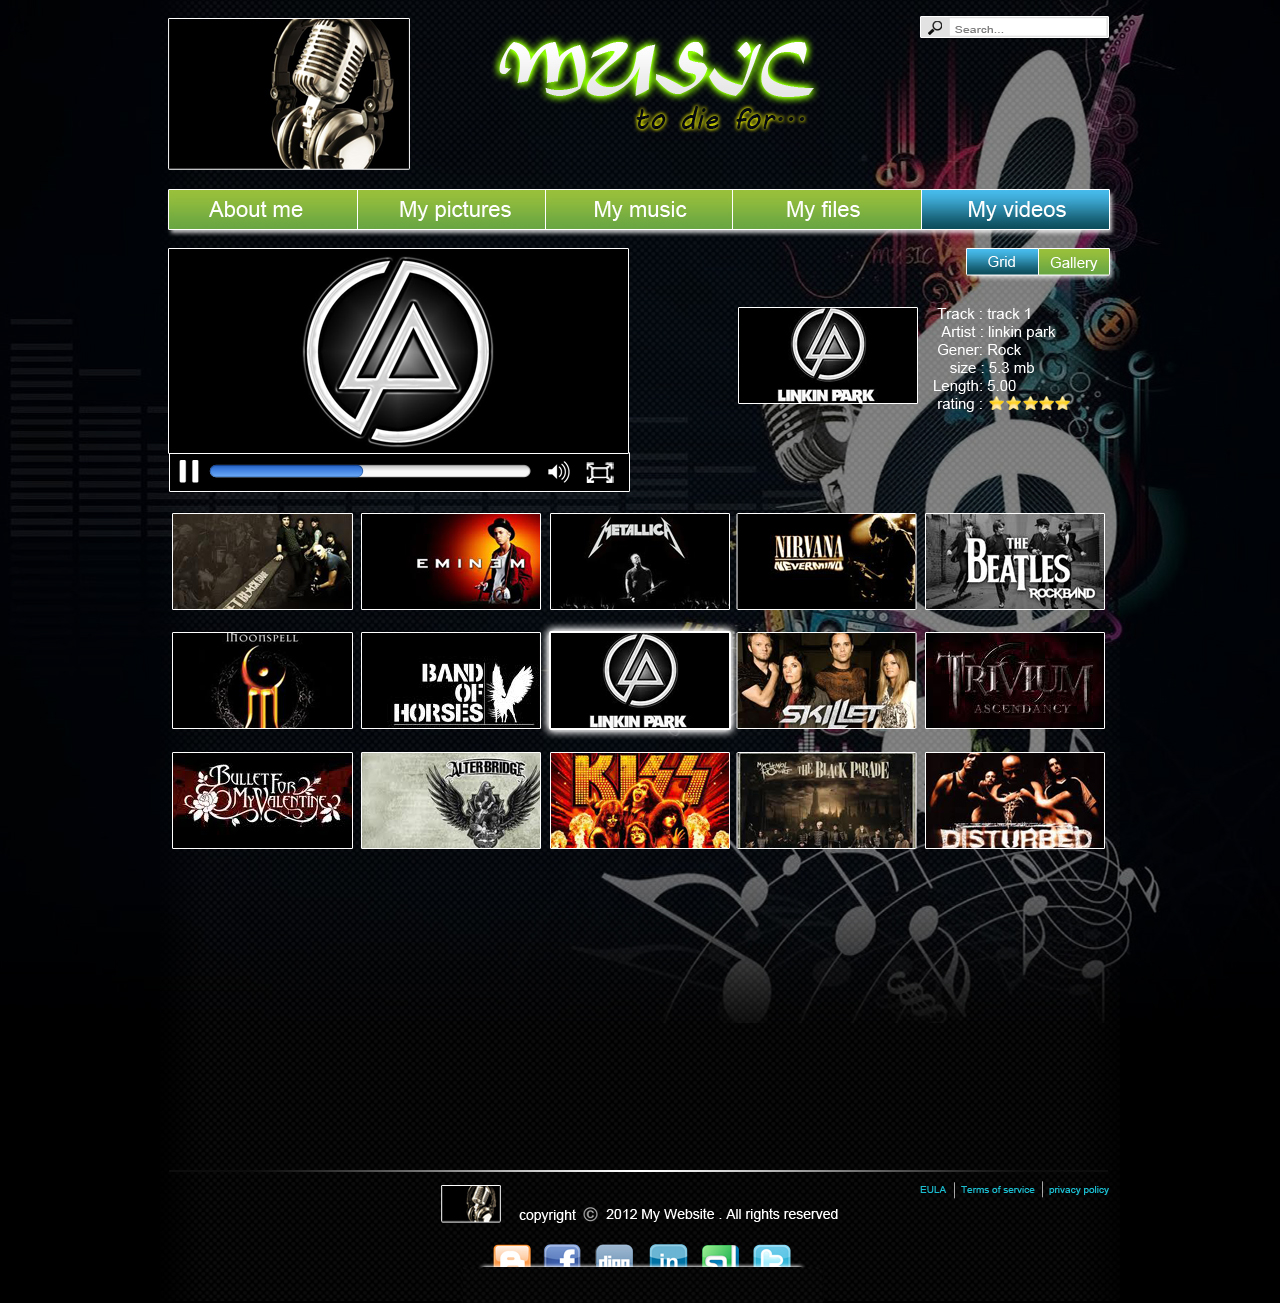 Search...
MUSIC
to die for...
About me
My pictures
My music
My files
My videos
Grid
Gallery
Track : track 1
Artist : linkin park
Gener: Rock
size : 5.3 mb
Length: 5.00
rating :
LINKIN PARK
EMINEM
METALLICA
NIRVANA
NEVERMIND
THE
BEATLES
ROCKBAND
MOONSPELL
BAND
OF
HORSES
LINKIN PARK
SKILLET
TRIVIUM
ASCENDANCY
BULLET FOR
MY VALENTINE
ALTER BRIDGE
KISS
MY CHEMICAL
ROMANCE
THE BLACK PARADE
DISTURBED
EULA
Terms of service
privacy policy
copyright © 2012 My Website . All rights reserved
digg
in